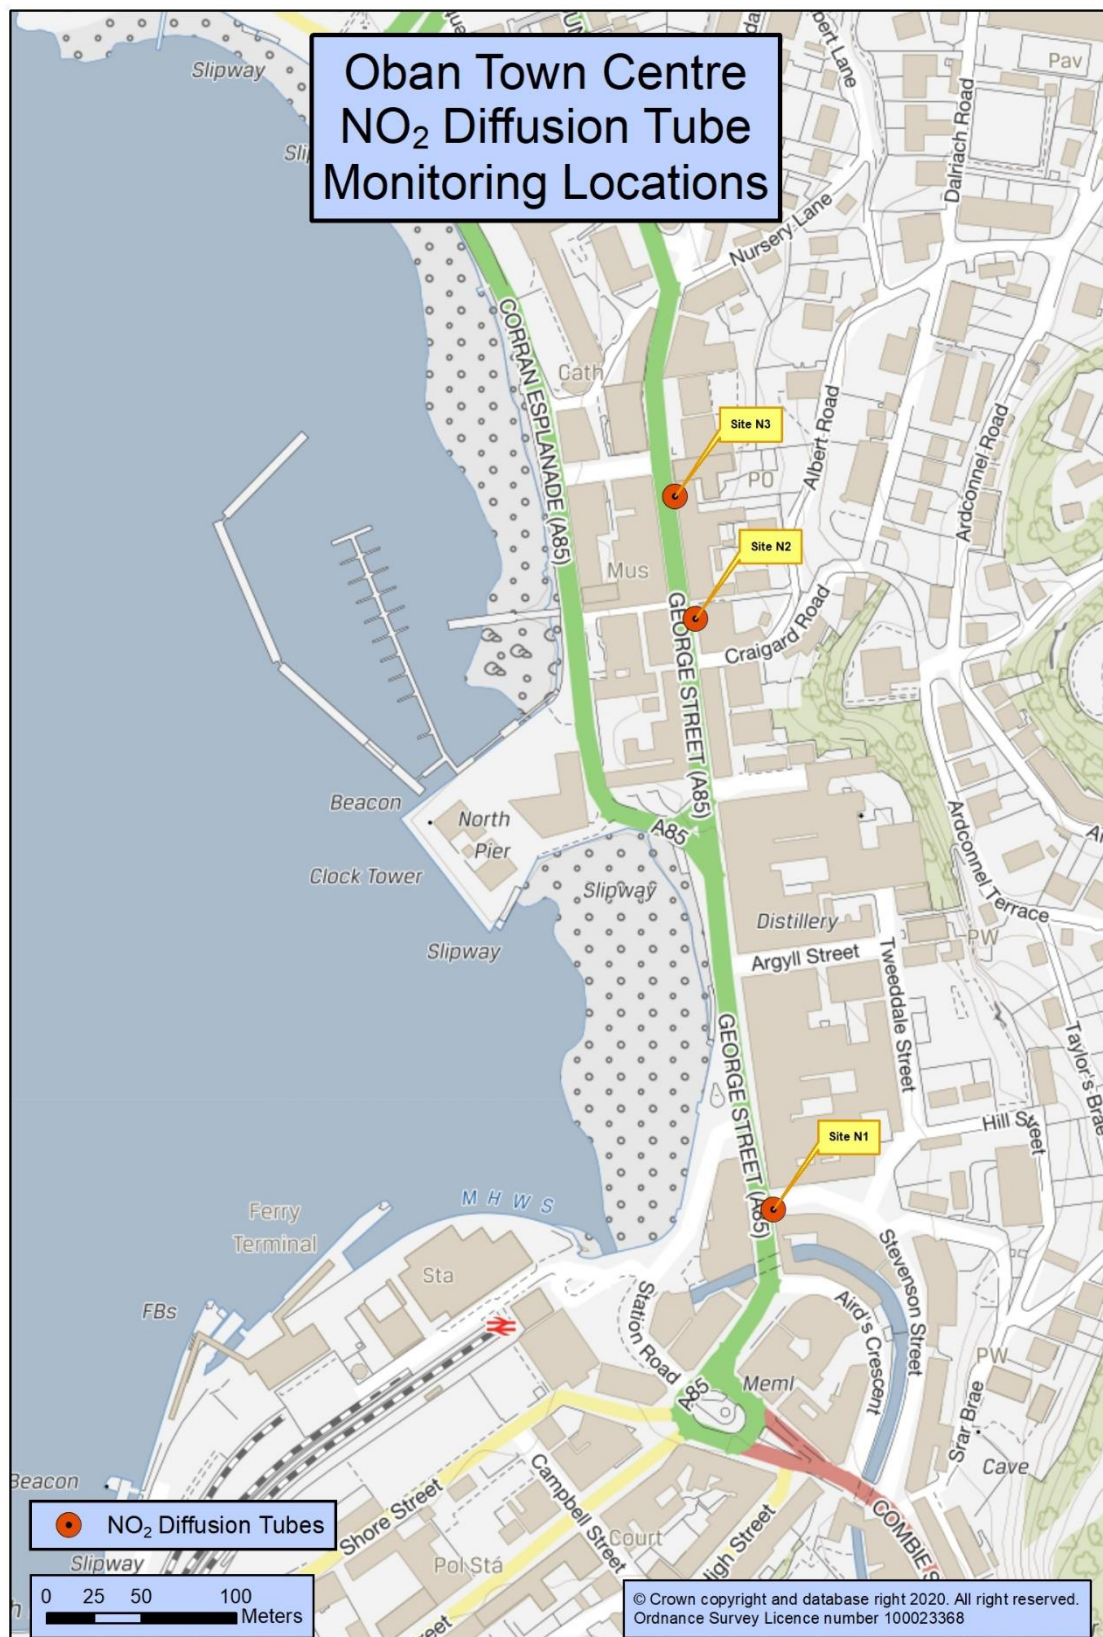 Oban Town Centre
NO₂ Diffusion Tube
Monitoring Locations
Slipway
Pav
Dalriach Road
Nursery Lane
CORRAN ESPLANADE (A85)
Cath
Site N3
Albert Road
Ardconnel Road
PO
Site N2
Mus
GEORGE STREET (A85)
Craigard Road
Beacon
North
Pier
A85
Clock Tower
Slipway
Ardconnel Terrace
Distillery
Slipway
PW
Argyll Street
Tweeddale Street
GEORGE STREET (A85)
Taylor's Brae
Site N1
Hill Street
MHWS
Ferry
Terminal
Sta
Stevenson Street
FBs
Station Road
Aird's Crescent
PW
A85
Meml
Srar Brae
Cave
Beacon
Campbell Street
NO₂ Diffusion Tubes
Shore Street
Court
Slipway
Pol Stá
0 25 50 100
Meters
© Crown copyright and database right 2020. All right reserved.
Ordnance Survey Licence number 100023368